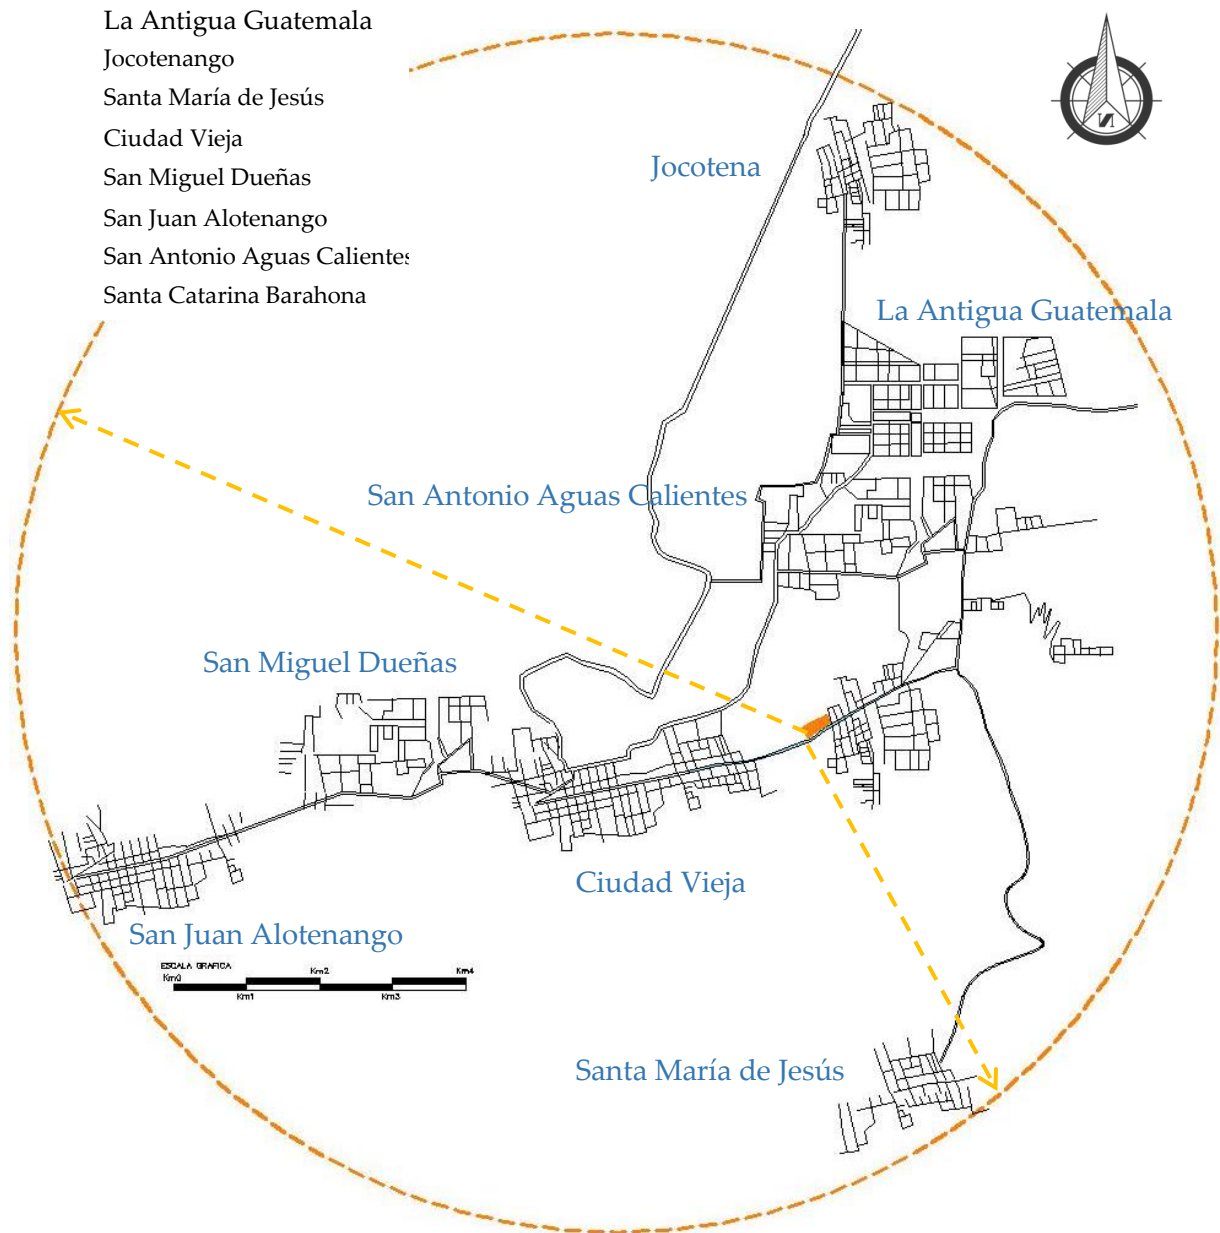 La Antigua Guatemala
Jocotenango
Santa María de Jesús
Ciudad Vieja
San Miguel Dueñas
San Juan Alotenango
San Antonio Aguas Calientes
Santa Catarina Barahona
N
Jocotena
La Antigua Guatemala
San Antonio Aguas Calientes
San Miguel Dueñas
Ciudad Vieja
San Juan Alotenango
ESCALA GRAFICA
Km0 Km2 Km4
Km1 Km3
Santa María de Jesús